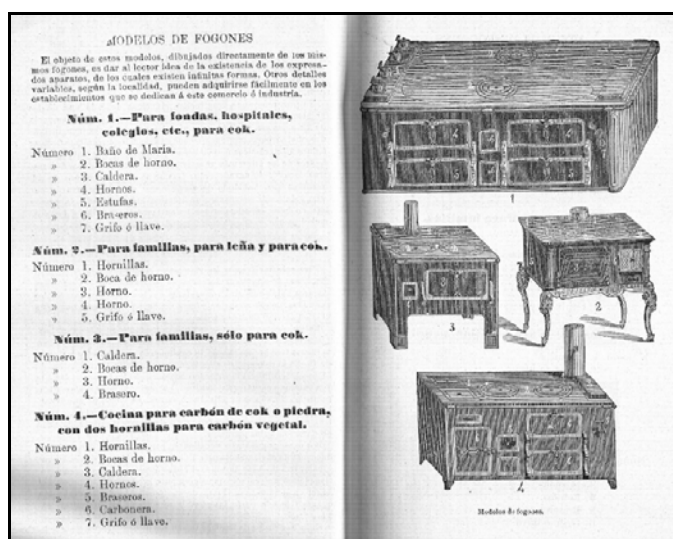 MODELOS DE FOGONES
El objeto de estos modelos, dibujados directamente de los mis-
mos fogones, es dar al lector idea de la existencia de los expresa-
dos aparatos, de los cuales existen infinitas formas. Otros detalles
variables, según la localidad, pueden adquirirse fácilmente en los
establecimientos que se dedican á este comercio ó industria.
Núm. 1.—Para fondas, hospitales,
colegios, etc., para cok.
Número 1. Baño de Maria.
» 2. Bocas de horno.
» 3. Caldera.
» 4. Hornos.
» 5. Estufas.
» 6. Braseros.
» 7. Grifo ó llave.
Núm. 2.—Para familias, para leña y para cok.
Número 1. Hornillas.
» 2. Boca de horno.
» 3. Horno.
» 4. Horno.
» 5. Grifo ó llave.
Núm. 3.—Para familias, sólo para cok.
Número 1. Caldera.
» 2. Bocas de horno.
» 3. Horno.
» 4. Brasero.
Núm. 4.—Cocina para carbón de cok o piedra,
con dos hornillas para carbón vegetal.
Número 1. Hornillas.
» 2. Bocas de horno.
» 3. Caldera.
» 4. Hornos.
» 5. Braseros.
» 6. Carbonera.
» 7. Grifo ó llave.
1
3
2
4
Modelos de fogones.